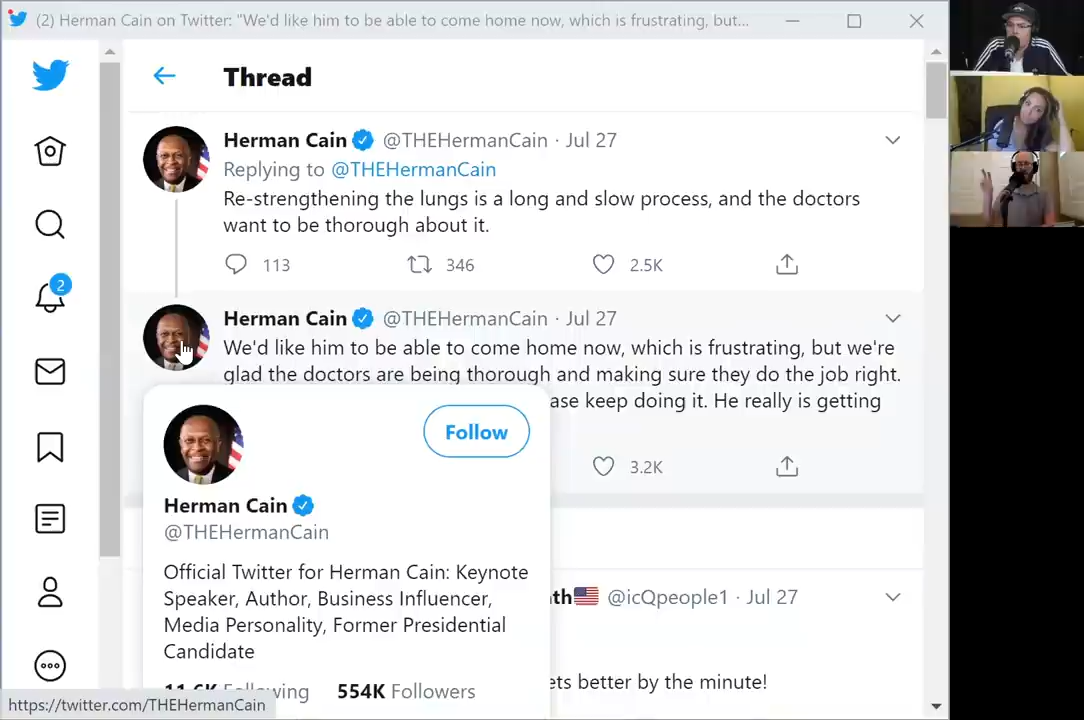 (2) Herman Cain on Twitter: "We'd like him to be able to come home now, which is frustrating, but...
Thread
Herman Cain @THEHermanCain · Jul 27
Replying to @THEHermanCain
Re-strengthening the lungs is a long and slow process, and the doctors
want to be thorough about it.
113 346 2.5K
Herman Cain @THEHermanCain · Jul 27
We'd like him to be able to come home now, which is frustrating, but we're
glad the doctors are being thorough and making sure they do the job right.
ase keep doing it. He really is getting
3.2K
2
Follow
Herman Cain
@THEHermanCain
Official Twitter for Herman Cain: Keynote
Speaker, Author, Business Influencer,
Media Personality, Former Presidential
Candidate
11.6K Following 554K Followers
th🇺🇸 @icQpeople1 · Jul 27
ets better by the minute!
https://twitter.com/THEHermanCain